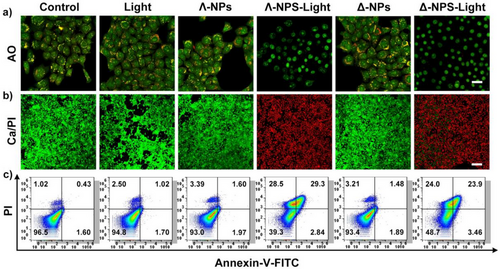 Control Light Λ-NPs Λ-NPS-Light Δ-NPs Δ-NPS-Light
a)
AO
b)
Ca/PI
c)
1.02 0.43 2.50 1.02 3.39 1.60 28.5 29.3 3.21 1.48 24.0 23.9
PI
96.5 1.60 94.8 1.70 93.0 1.97 39.3 2.84 93.4 1.89 48.7 3.46
Annexin-V-FITC